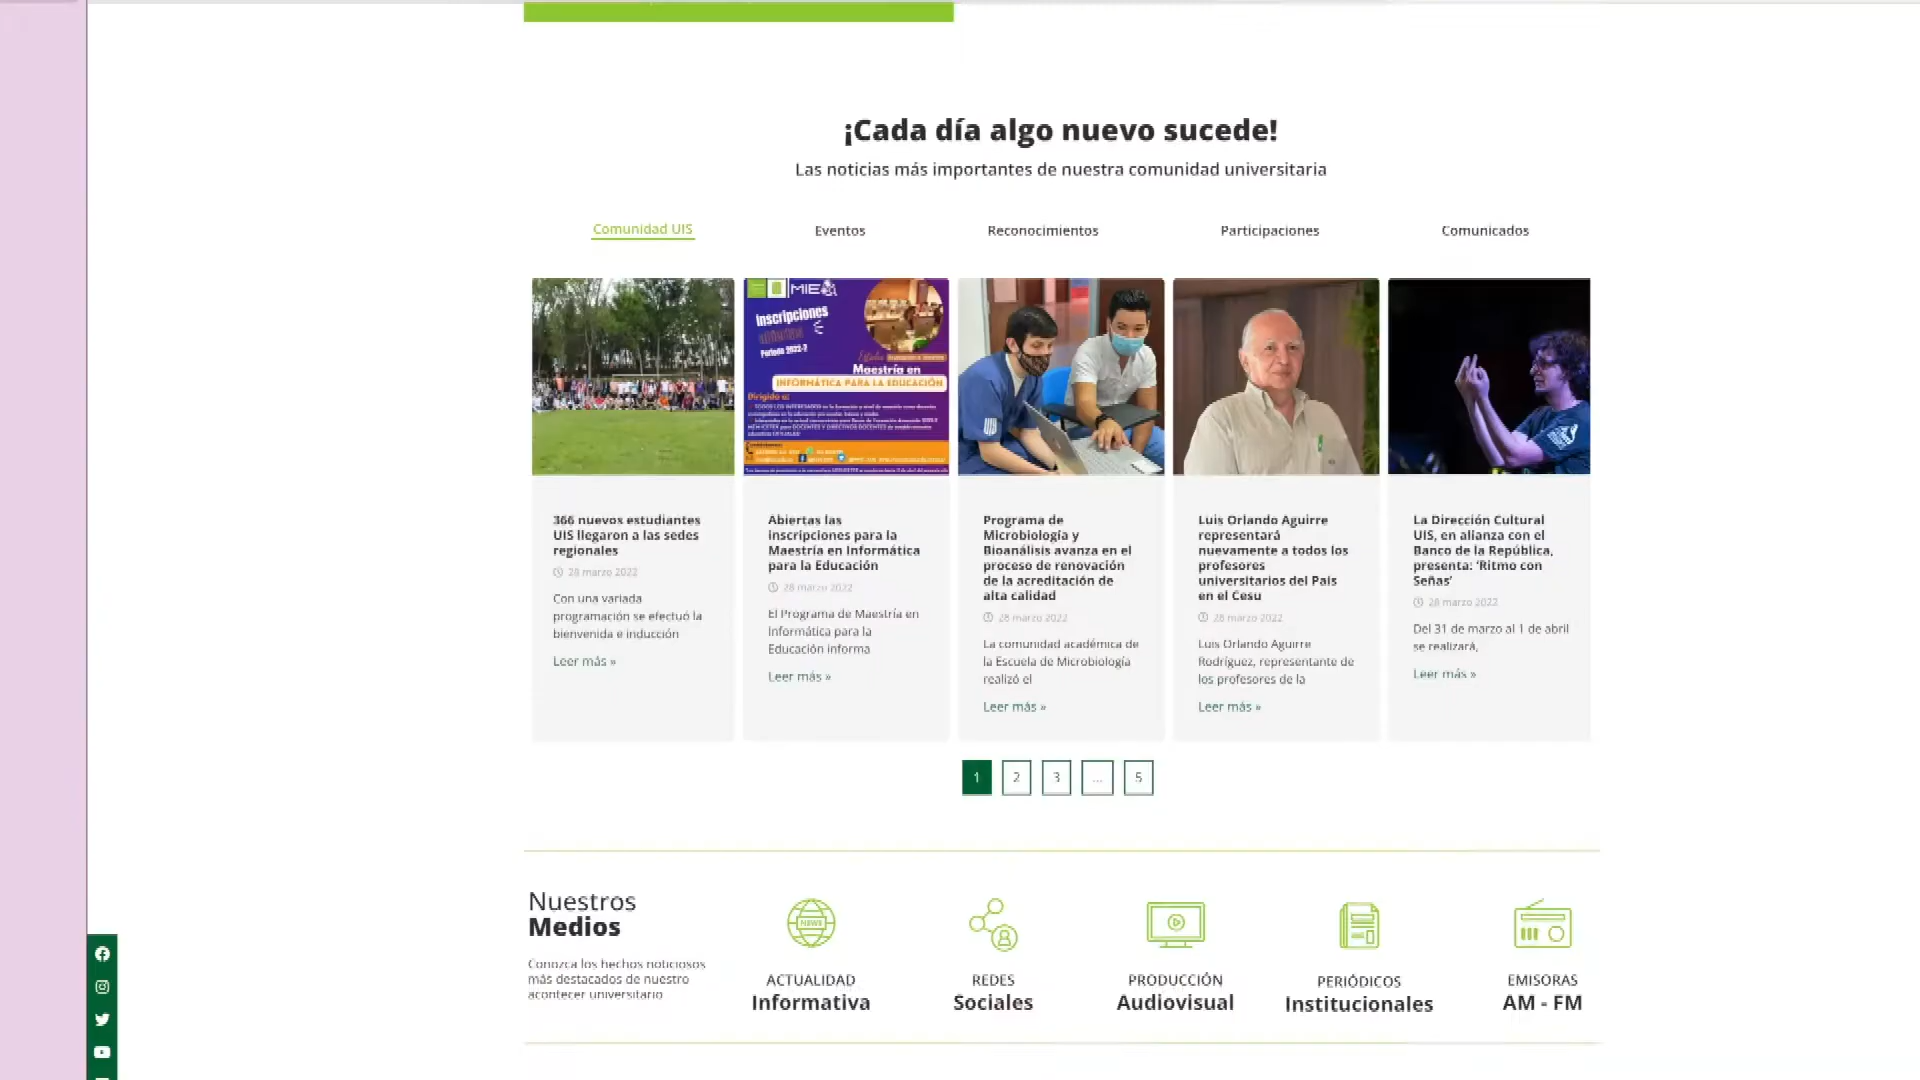 ¡Cada día algo nuevo sucede!
Las noticias más importantes de nuestra comunidad universitaria
Comunidad UIS
Eventos
Reconocimientos
Participaciones
Comunicados
MIE
Inscripciones
Periodo 2022-2
Maestría en
INFORMÁTICA PARA LA EDUCACIÓN
Dirigido a:
366 nuevos estudiantes
UIS llegaron a las sedes
regionales
28 marzo 2022
Con una variada
programación se efectuó la
bienvenida e inducción
Leer más »
Abiertas las
inscripciones para la
Maestría en Informática
para la Educación
28 marzo 2022
El Programa de Maestría en
Informática para la
Educación informa
Leer más »
Programa de
Microbiología y
Bioanálisis avanza en el
proceso de renovación
de la acreditación de
alta calidad
28 marzo 2022
La comunidad académica de
la Escuela de Microbiología
realizó el
Leer más »
Luis Orlando Aguirre
representará
nuevamente a todos los
profesores
universitarios del País
en el Cesu
28 marzo 2022
Luis Orlando Aguirre
Rodríguez, representante de
los profesores de la
Leer más »
La Dirección Cultural
UIS, en alianza con el
Banco de la República,
presenta: ‘Ritmo con
Señas’
28 marzo 2022
Del 31 de marzo al 1 de abril
se realizará,
Leer más »
1 2 3 ... 5
Nuestros
Medios
Conozca los hechos noticiosos
más destacados de nuestro
acontecer universitario
NEWS
ACTUALIDAD
Informativa
REDES
Sociales
PRODUCCIÓN
Audiovisual
PERIÓDICOS
Institucionales
EMISORAS
AM - FM